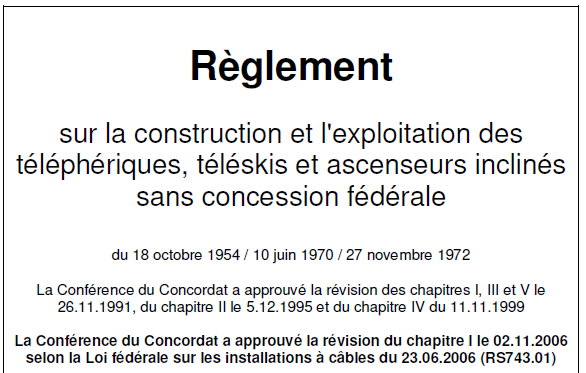 Règlement
sur la construction et l'exploitation des
téléphériques, téléskis et ascenseurs inclinés
sans concession fédérale
du 18 octobre 1954 / 10 juin 1970 / 27 novembre 1972
La Conférence du Concordat a approuvé la révision des chapitres I, III et V le
26.11.1991, du chapitre II le 5.12.1995 et du chapitre IV du 11.11.1999
La Conférence du Concordat a approuvé la révision du chapitre I le 02.11.2006
selon la Loi fédérale sur les installations à câbles du 23.06.2006 (RS743.01)